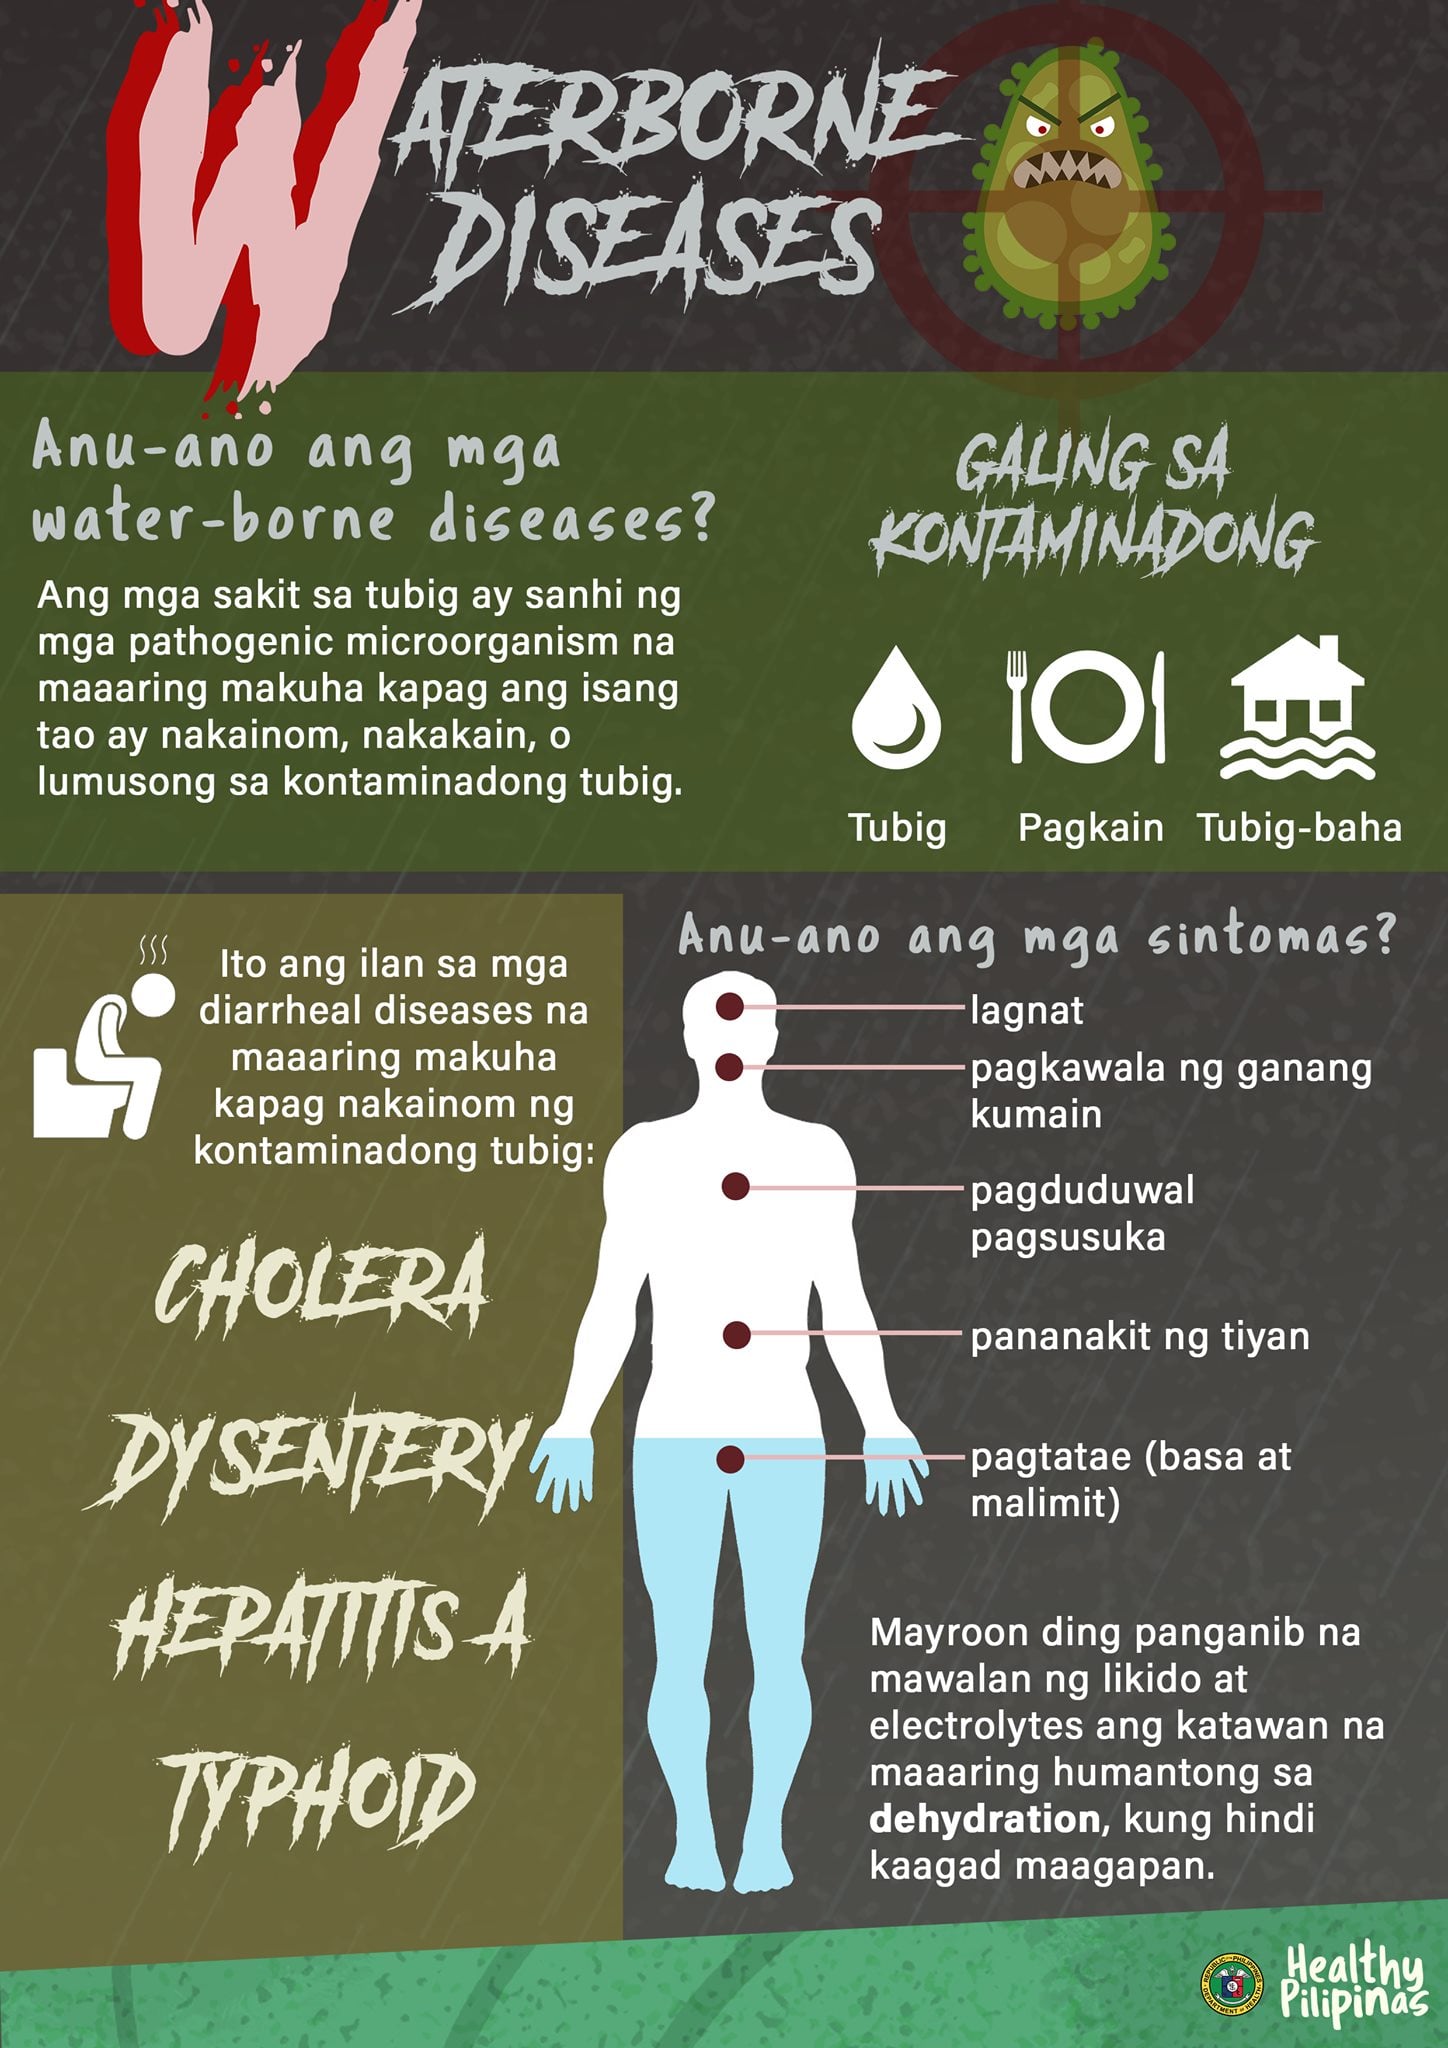 WATERBORNE
DISEASES
Anu-ano ang mga
water-borne diseases?
Ang mga sakit sa tubig ay sanhi ng
mga pathogenic microorganism na
maaaring makuha kapag ang isang
tao ay nakainom, nakakain, o
lumusong sa kontaminadong tubig.
GALING SA
KONTAMINADONG
Tubig
Pagkain
Tubig-baha
Ito ang ilan sa mga
diarrheal diseases na
maaaring makuha
kapag nakainom ng
kontaminadong tubig:
CHOLERA
DYSENTERY
HEPATITIS A
TYPHOID
Anu-ano ang mga sintomas?
lagnat
pagkawala ng ganang
kumain
pagduduwal
pagsusuka
pananakit ng tiyan
pagtatae (basa at
malimit)
Mayroon ding panganib na
mawalan ng likido at
electrolytes ang katawan na
maaaring humantong sa
dehydration, kung hindi
kaagad maagapan.
REPUBLIC OF THE PHILIPPINES
DEPARTMENT OF HEALTH
Healthy
Pilipinas